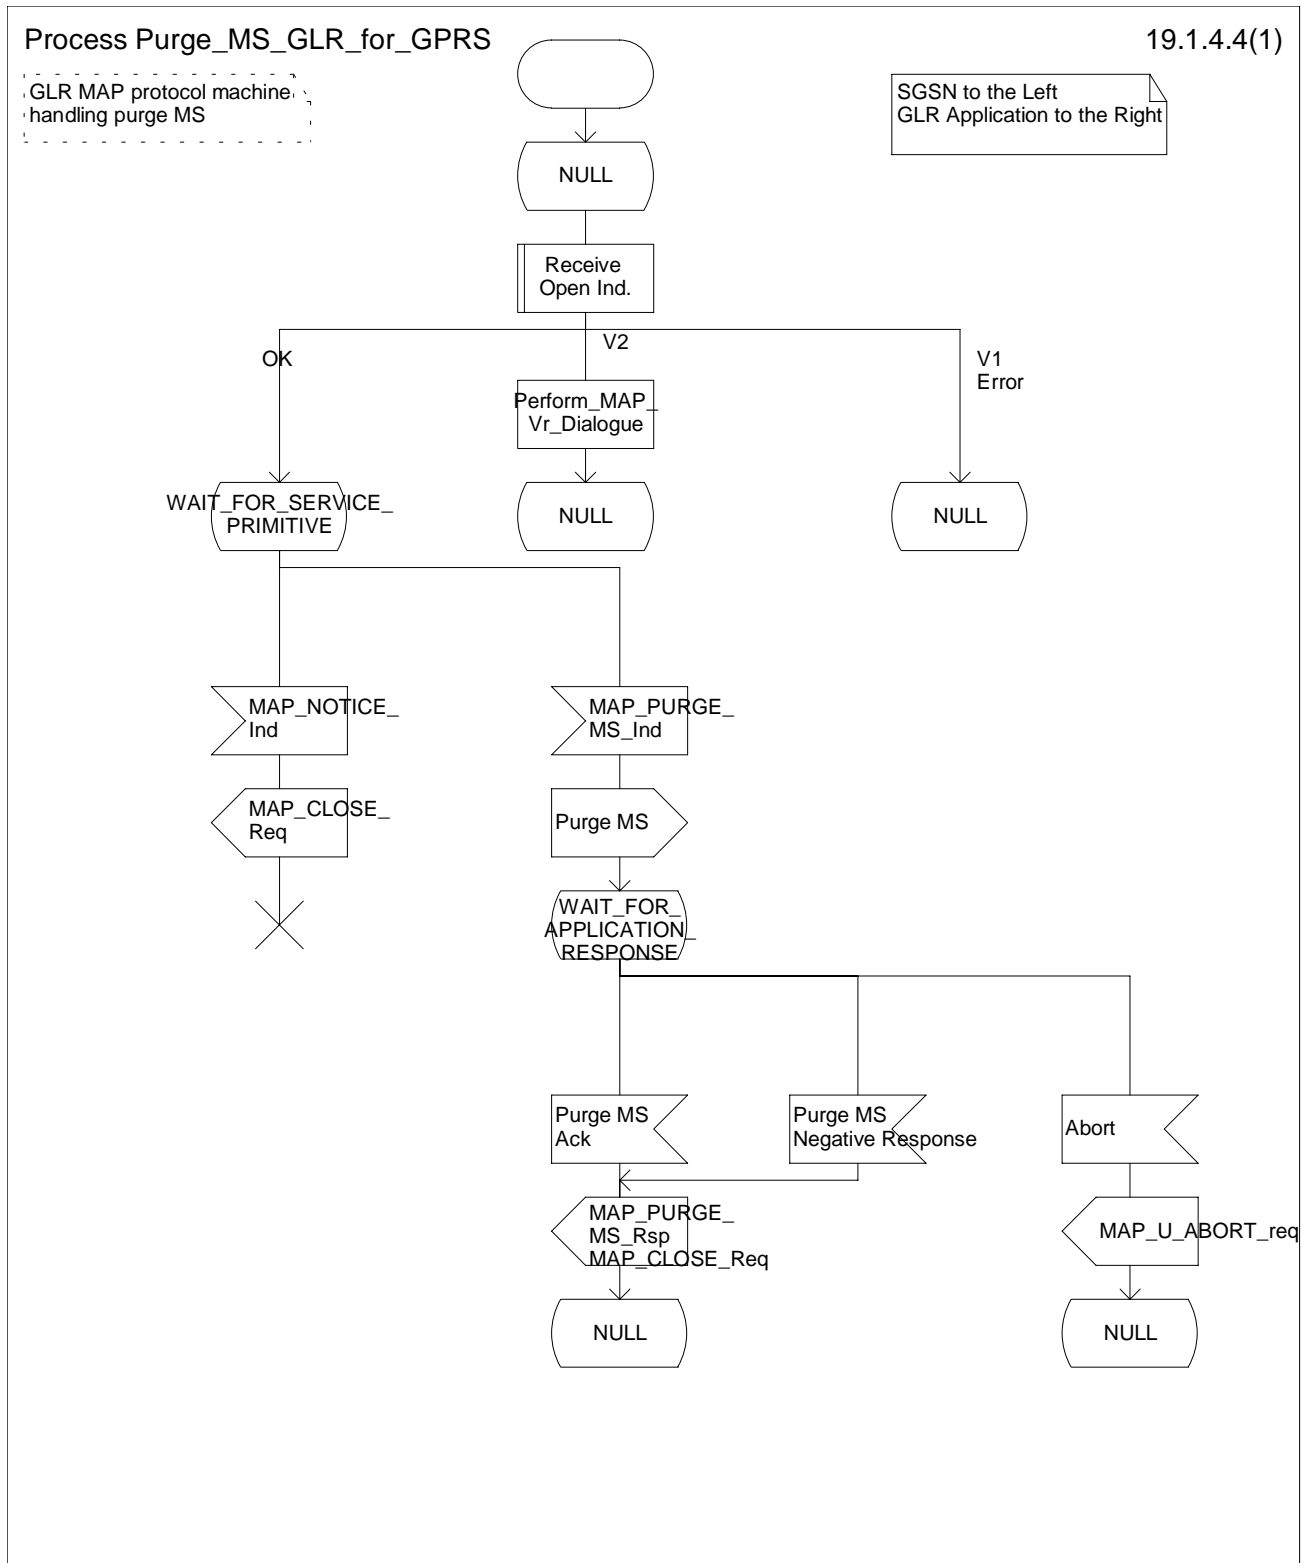 Process Purge_MS_GLR_for_GPRS
19.1.4.4(1)
GLR MAP protocol machine
handling purge MS
SGSN to the Left
GLR Application to the Right
NULL
Receive
Open Ind.
OK
V2
V1
Error
Perform_MAP_
Vr_Dialogue
WAIT_FOR_SERVICE_
PRIMITIVE
NULL
NULL
MAP_NOTICE_
Ind
MAP_PURGE_
MS_Ind
MAP_CLOSE_
Req
Purge MS
WAIT_FOR_
APPLICATION_
RESPONSE
Purge MS
Ack
Purge MS
Negative Response
Abort
MAP_PURGE_
MS_Rsp
MAP_CLOSE_Req
MAP_U_ABORT_req
NULL
NULL